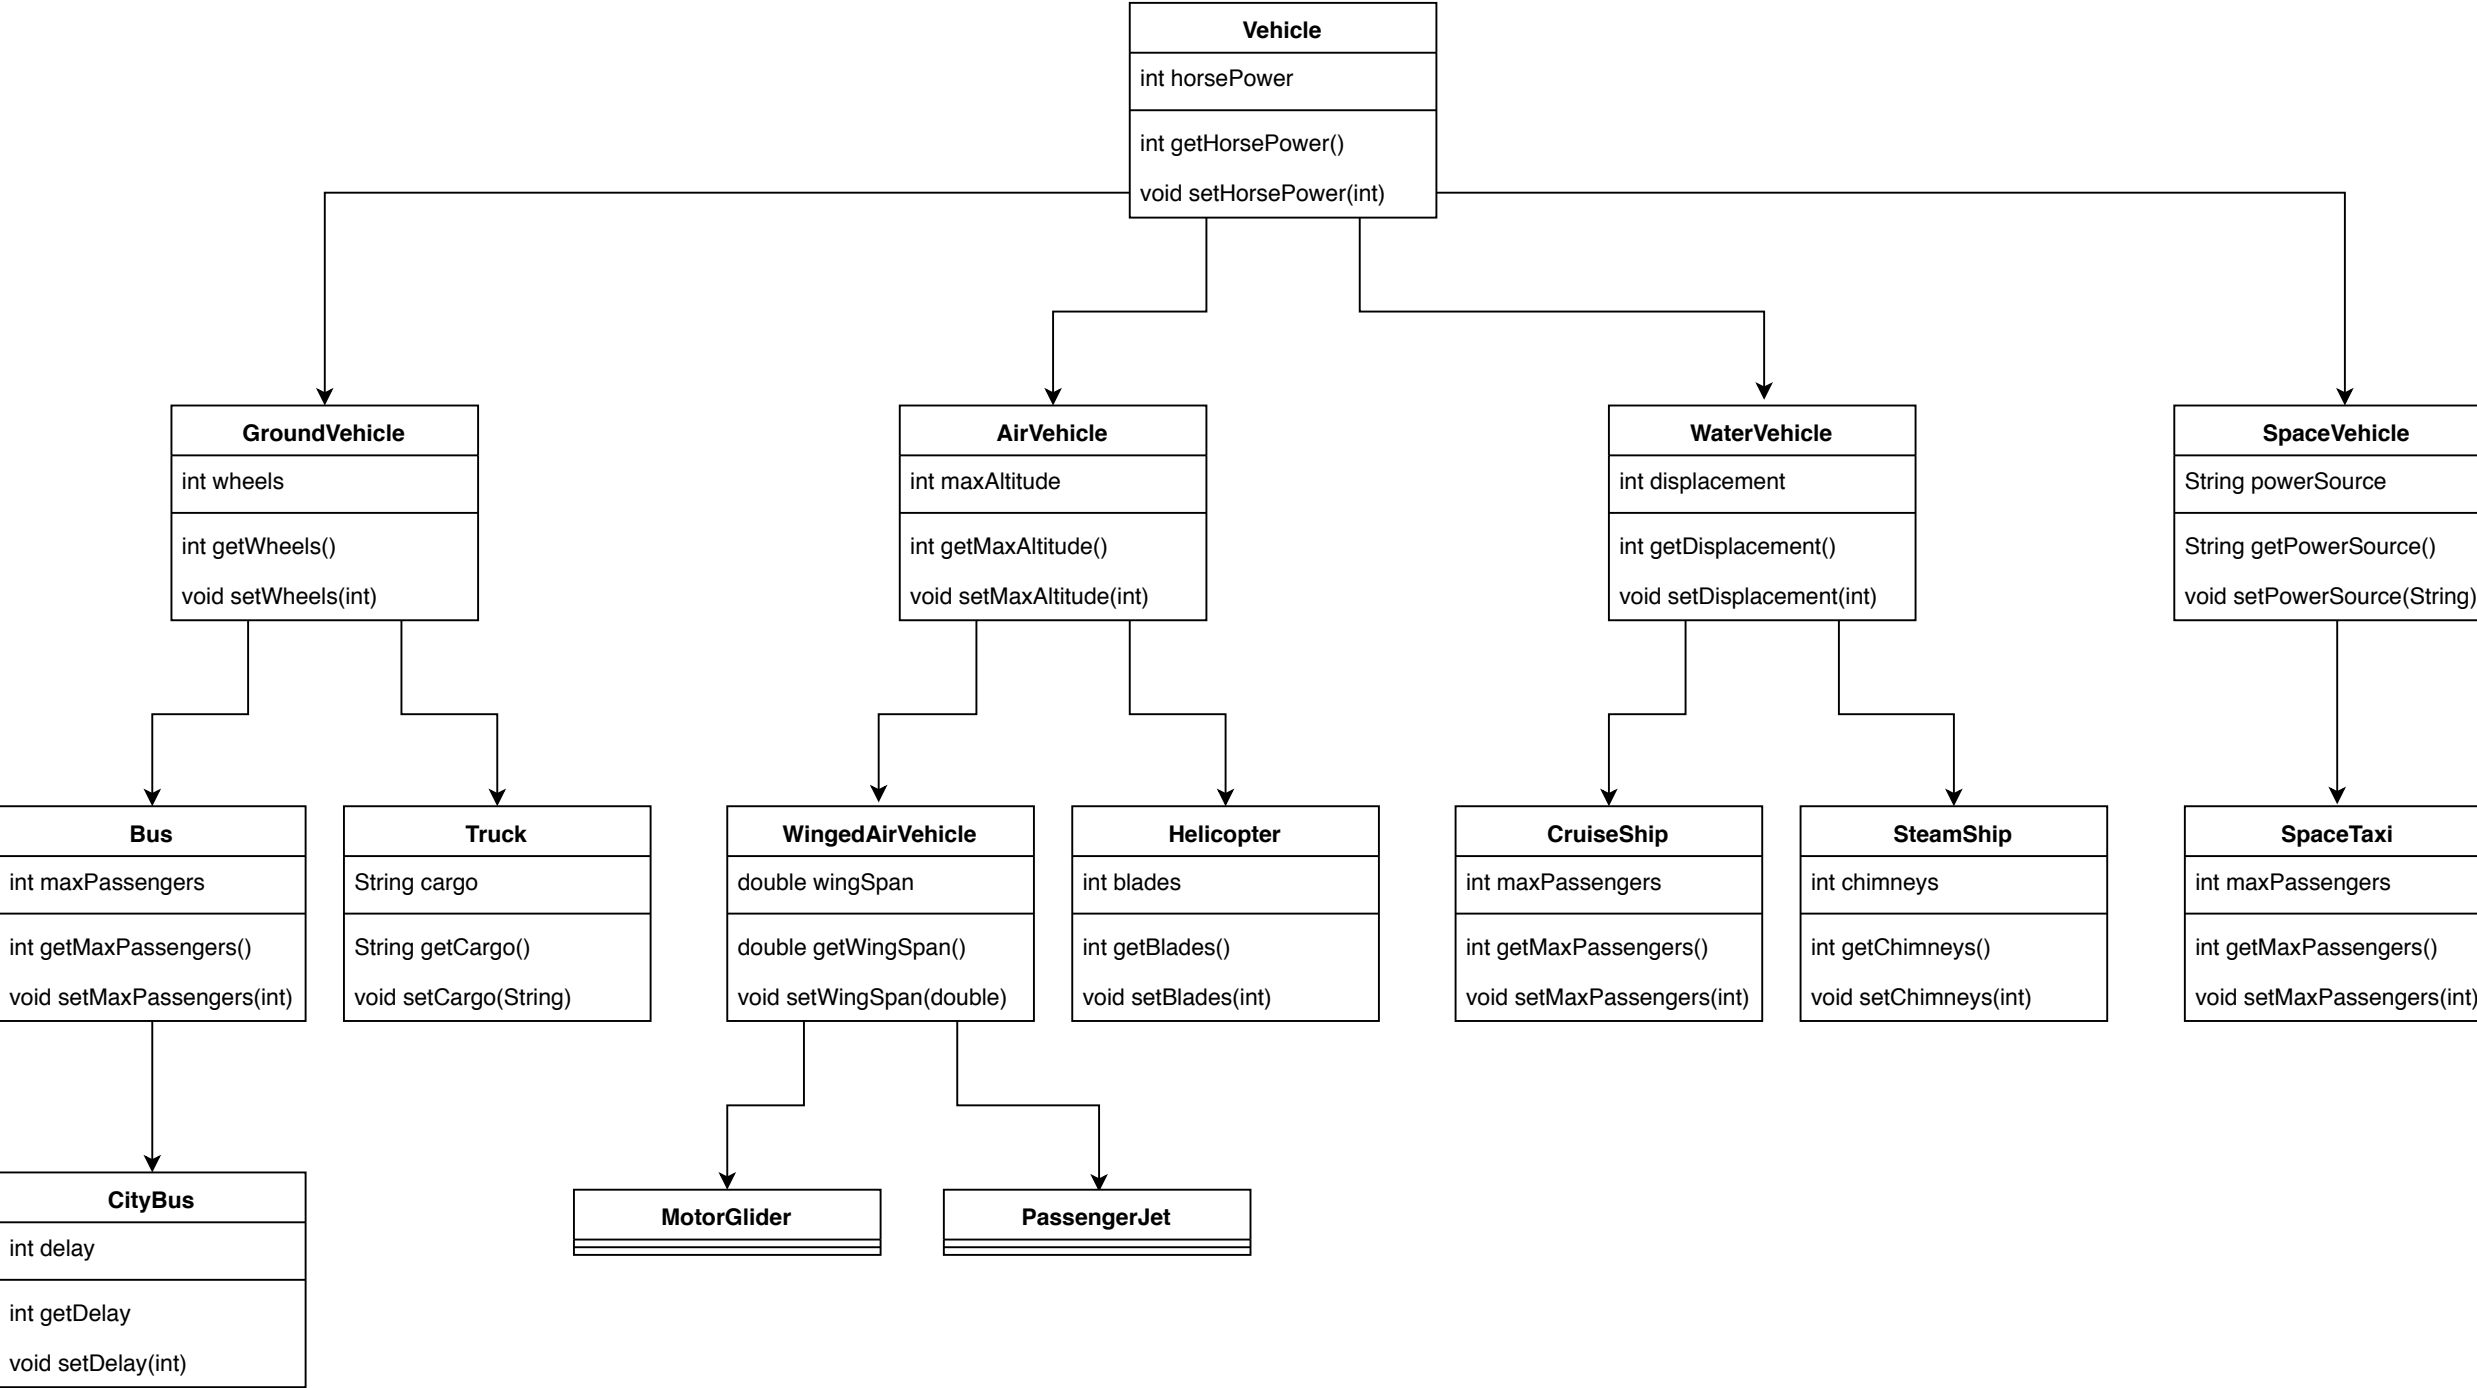 Vehicle
int horsePower
int getHorsePower()
void setHorsePower(int)
GroundVehicle
int wheels
int getWheels()
void setWheels(int)
AirVehicle
int maxAltitude
int getMaxAltitude()
void setMaxAltitude(int)
WaterVehicle
int displacement
int getDisplacement()
void setDisplacement(int)
SpaceVehicle
String powerSource
String getPowerSource()
void setPowerSource(String)
Bus
int maxPassengers
int getMaxPassengers()
void setMaxPassengers(int)
Truck
String cargo
String getCargo()
void setCargo(String)
WingedAirVehicle
double wingSpan
double getWingSpan()
void setWingSpan(double)
Helicopter
int blades
int getBlades()
void setBlades(int)
CruiseShip
int maxPassengers
int getMaxPassengers()
void setMaxPassengers(int)
SteamShip
int chimneys
int getChimneys()
void setChimneys(int)
SpaceTaxi
int maxPassengers
int getMaxPassengers()
void setMaxPassengers(int)
CityBus
int delay
int getDelay
void setDelay(int)
MotorGlider
PassengerJet